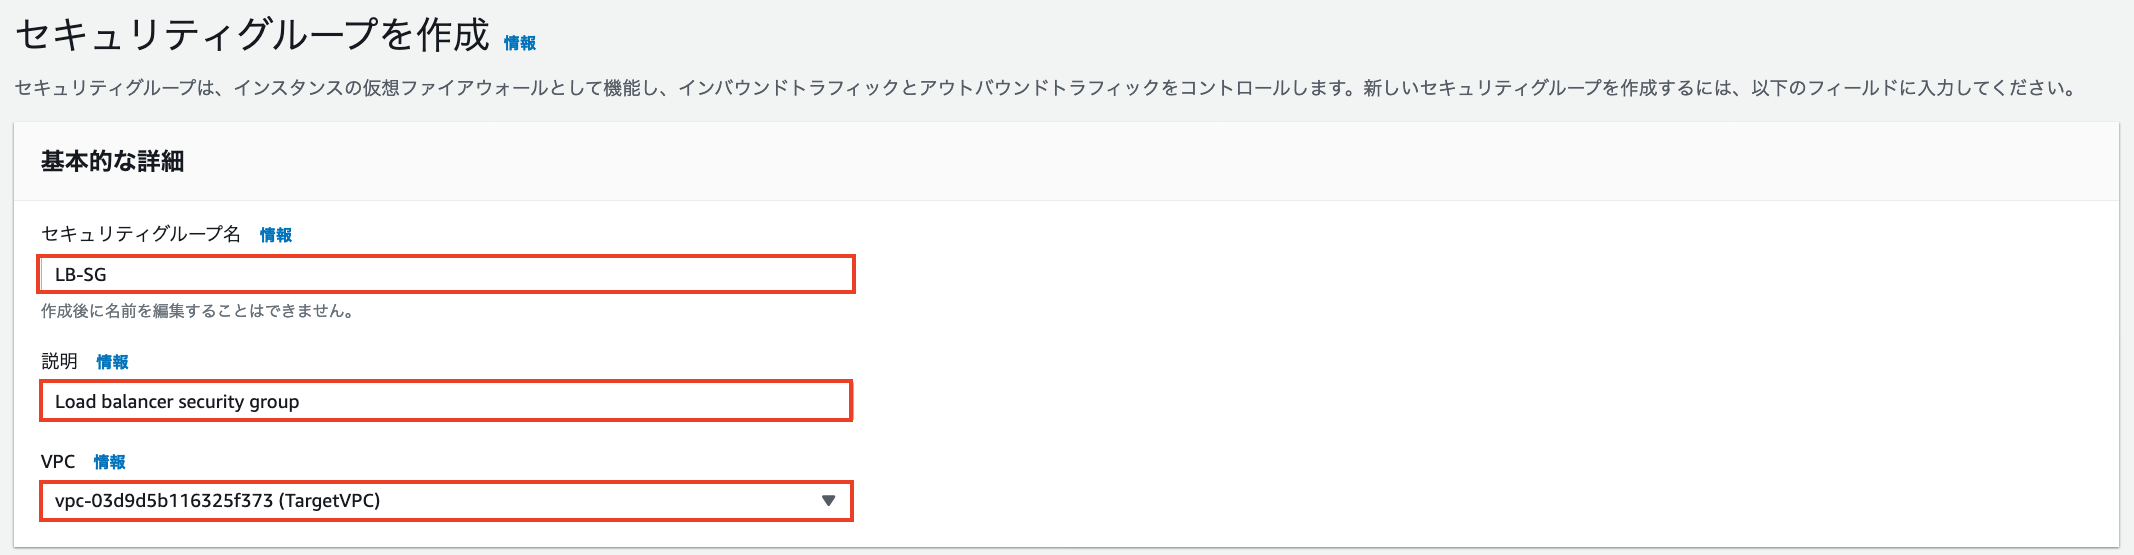 セキュリティグループを作成 情報
セキュリティグループは、インスタンスの仮想ファイアウォールとして機能し、インバウンドトラフィックとアウトバウンドトラフィックをコントロールします。新しいセキュリティグループを作成するには、以下のフィールドに入力してください。
基本的な詳細
セキュリティグループ名 情報
LB-SG
作成後に名前を編集することはできません。
説明 情報
Load balancer security group
VPC 情報
vpc-03d9d5b116325f373 (TargetVPC)